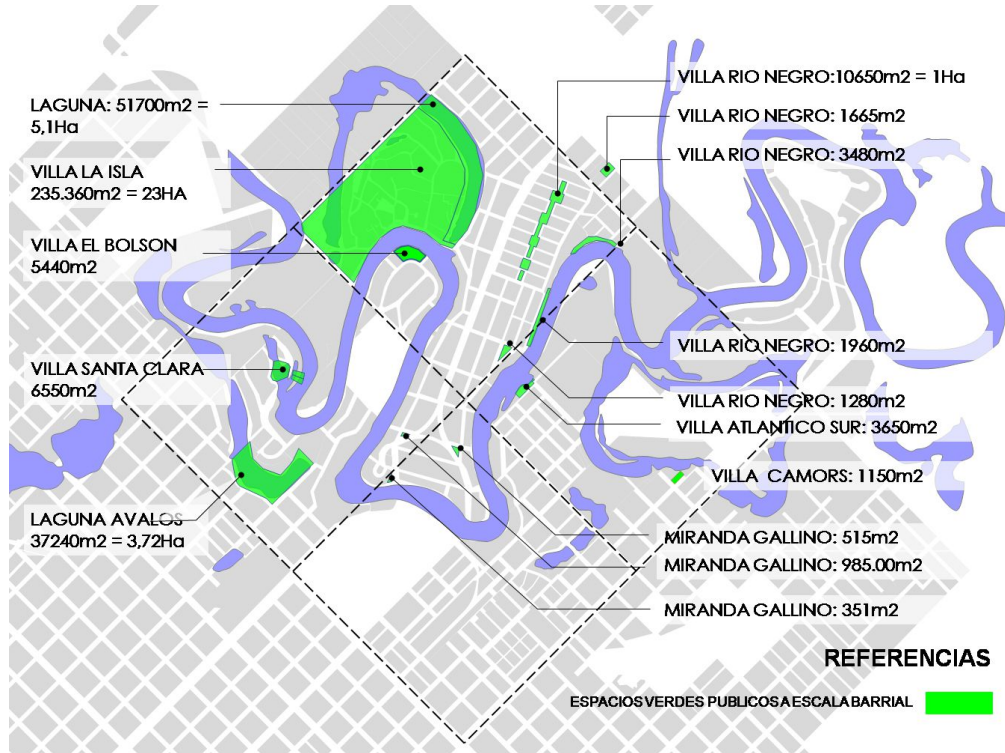 LAGUNA: 51700m2 =
5,1Ha
VILLA LA ISLA
235.360m2 = 23HA
VILLA EL BOLSON
5440m2
VILLA SANTA CLARA
6550m2
LAGUNA AVALOS
37240m2 = 3,72Ha
VILLA RIO NEGRO:10650m2 = 1Ha
VILLA RIO NEGRO: 1665m2
VILLA RIO NEGRO: 3480m2
VILLA RIO NEGRO: 1960m2
VILLA RIO NEGRO: 1280m2
VILLA ATLANTICO SUR: 3650m2
VILLA CAMORS: 1150m2
MIRANDA GALLINO: 515m2
MIRANDA GALLINO: 985.00m2
MIRANDA GALLINO: 351m2
REFERENCIAS
ESPACIOS VERDES PUBLICOS A ESCALA BARRIAL